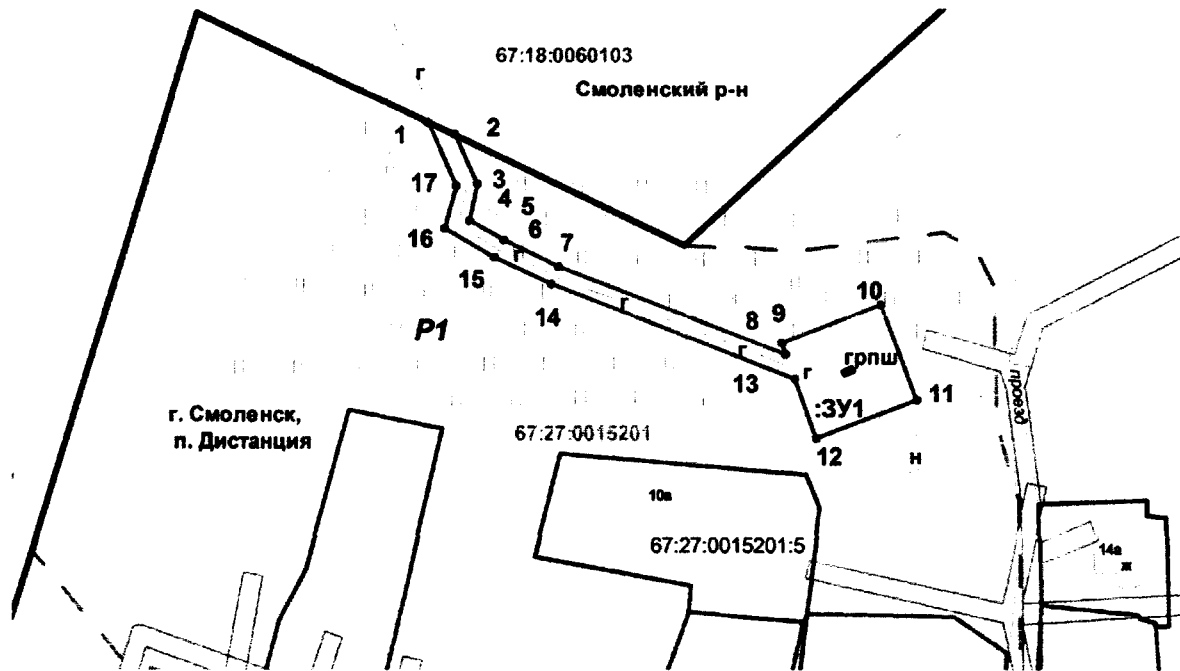 67:18:0060103
г
Смоленский р-н
1
2
17
3
4
5
16
6
7
г
15
14
г
10
8
9
Р1
г
13
г
грпш
проезд
11
:ЗУ1
г. Смоленск,
п. Дистанция
67:27:0015201
12
н
10а
67:27:0015201:5
14а
ж